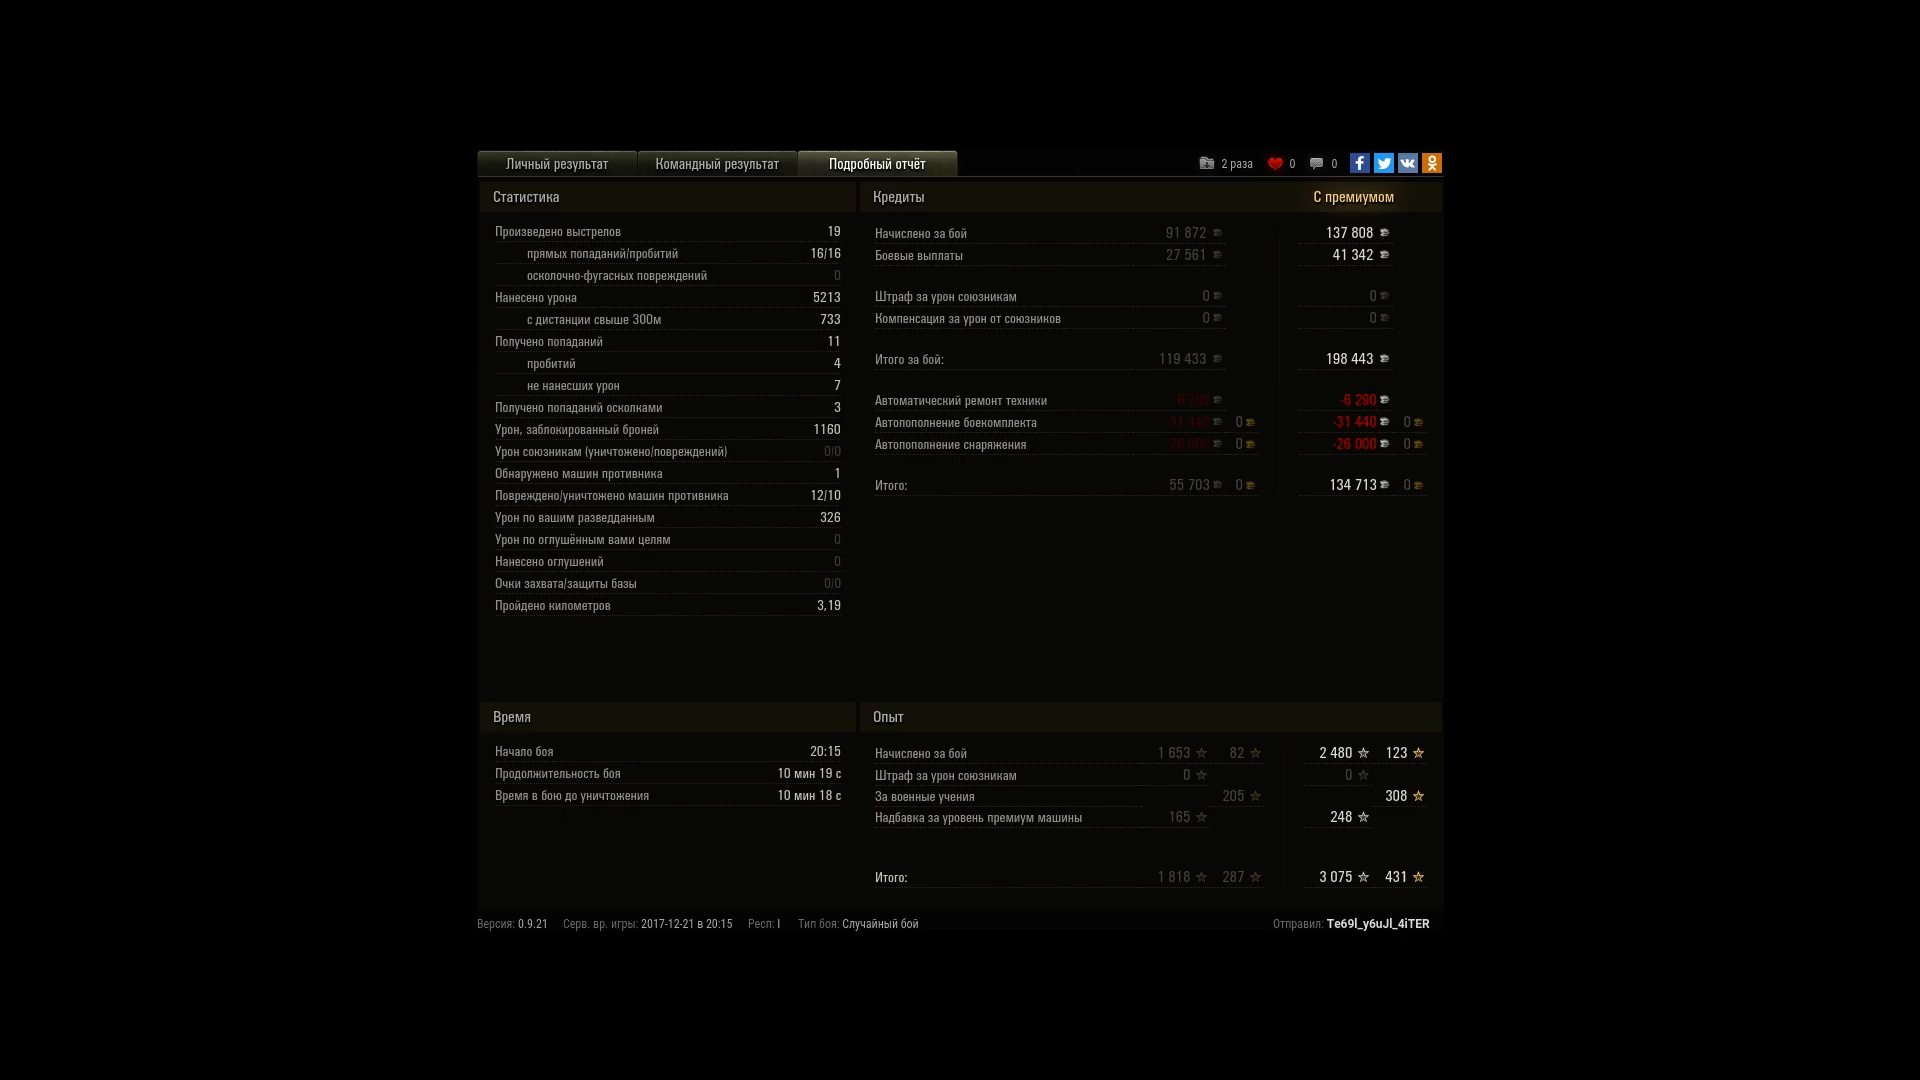 Личный результат Командный результат Подробный отчёт 2 раза 0 0
Статистика
Произведено выстрелов 19
прямых попаданий/пробитий 16/16
осколочно-фугасных повреждений 0
Нанесено урона 5213
с дистанции свыше 300м 733
Получено попаданий 11
пробитий 4
не нанесших урон 7
Получено попаданий осколками 3
Урон, заблокированный броней 1160
Урон союзникам (уничтожено/повреждений) 0/0
Обнаружено машин противника 1
Повреждено/уничтожено машин противника 12/10
Урон по вашим разведданным 326
Урон по оглушённым вами целям 0
Нанесено оглушений 0
Очки захвата/защиты базы 0/0
Пройдено километров 3,19
Кредиты С премиумом
Начислено за бой 91 872 137 808
Боевые выплаты 27 561 41 342
Штраф за урон союзникам 0 0
Компенсация за урон от союзников 0 0
Итого за бой: 119 433 198 443
Автоматический ремонт техники -6 290 -6 290
Автопополнение боекомплекта -31 440 0 -31 440 0
Автопополнение снаряжения -26 000 0 -26 000 0
Итого: 55 703 0 134 713 0
Время
Начало боя 20:15
Продолжительность боя 10 мин 19 с
Время в бою до уничтожения 10 мин 18 с
Опыт
Начислено за бой 1 653 82 2 480 123
Штраф за урон союзникам 0 0
За военные учения 205 308
Надбавка за уровень премиум машины 165 248
Итого: 1 818 287 3 075 431
Версия: 0.9.21 Серв. вр. игры: 2017-12-21 в 20:15 Респ: I Тип боя: Случайный бой Отправил: Te69l_y6uJl_4iTER